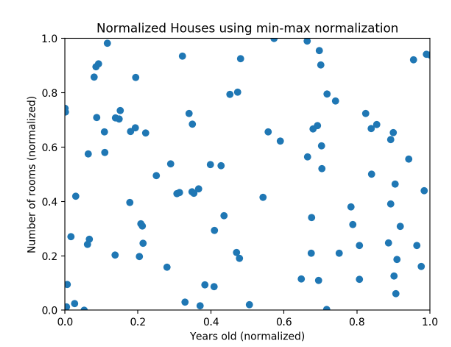 Normalized Houses using min-max normalization
1.0
0.8
0.6
0.4
0.2
0.0
Number of rooms (normalized)
0.0 0.2 0.4 0.6 0.8 1.0
Years old (normalized)